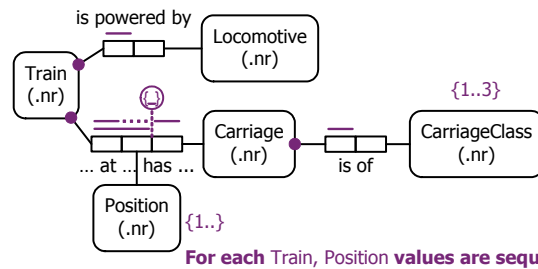 is powered by
Locomotive
(.nr)
Train
(.nr)
{1..3}
{_}
Carriage
(.nr)
CarriageClass
(.nr)
... at ... has ...
is of
Position
(.nr)
{1..}
For each Train, Position values are sequ